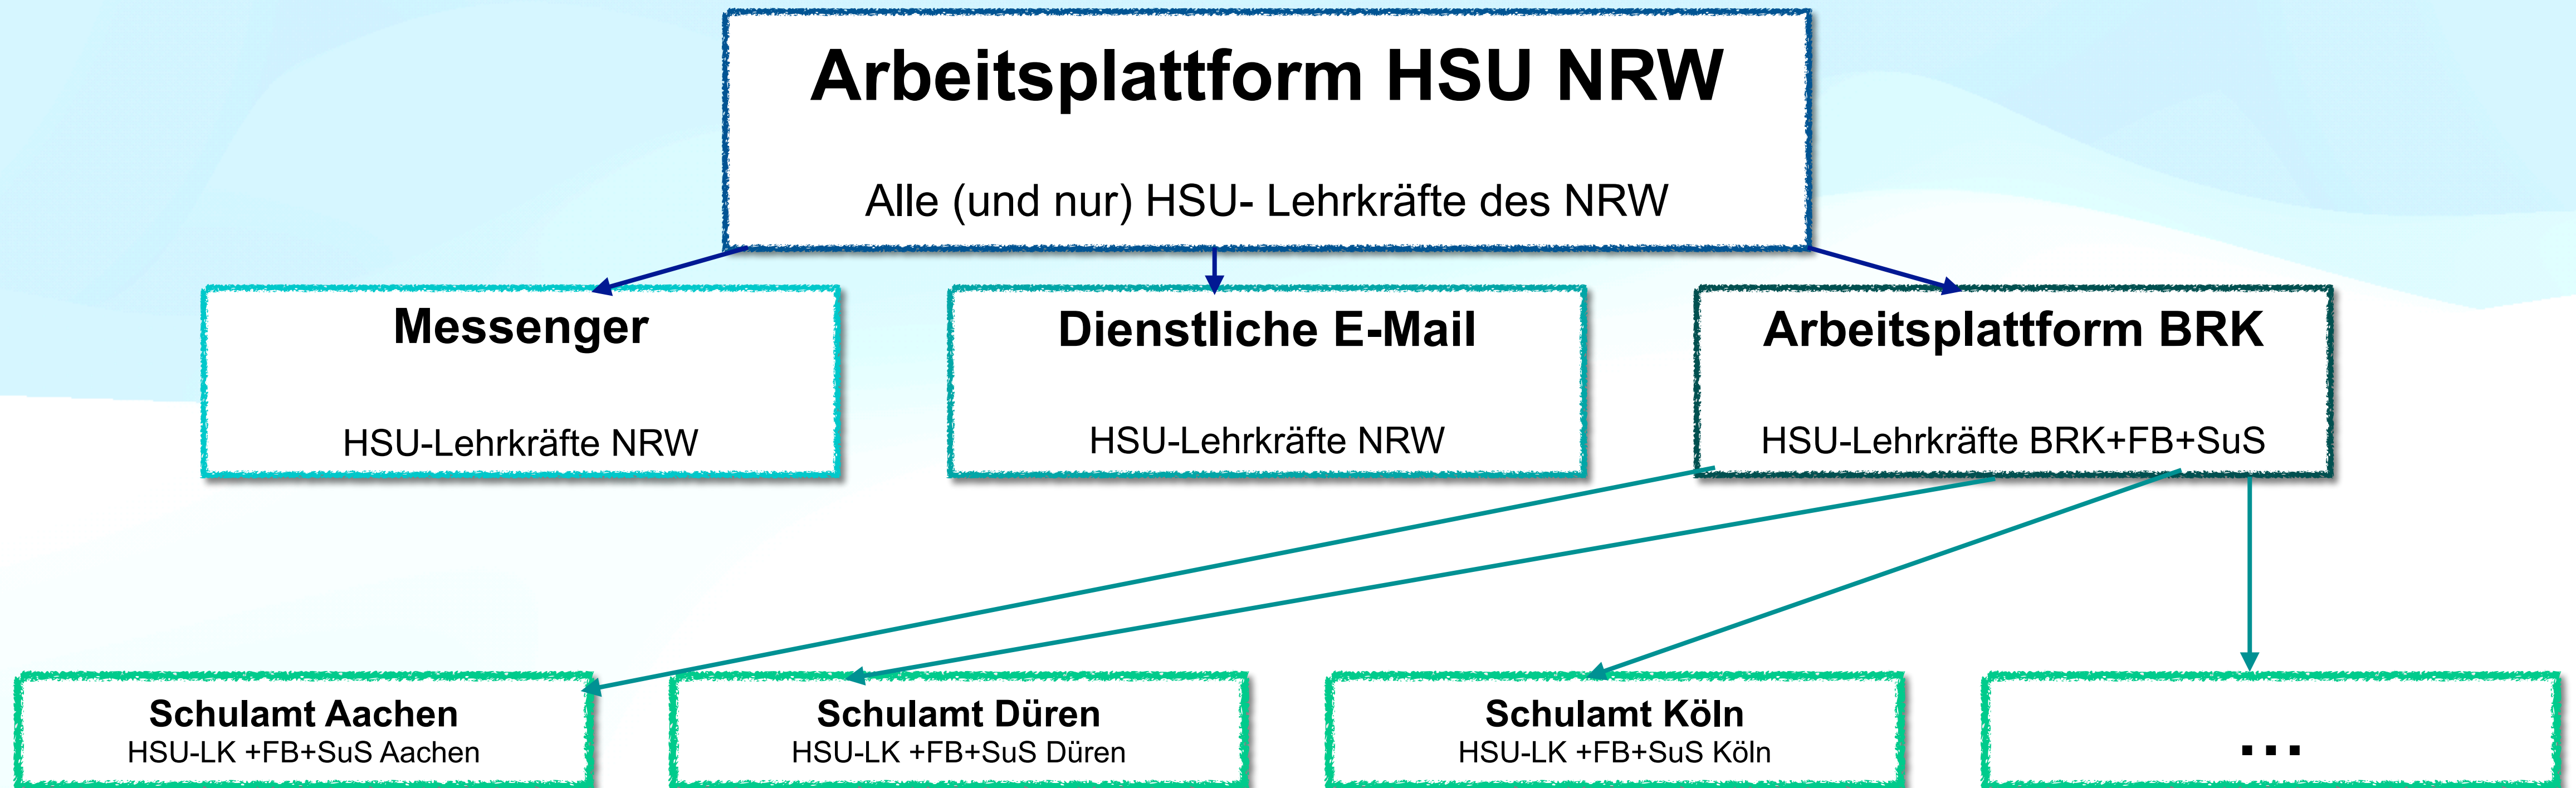 Arbeitsplattform HSU NRW
Alle (und nur) HSU- Lehrkräfte des NRW
Messenger
HSU-Lehrkräfte NRW
Dienstliche E-Mail
HSU-Lehrkräfte NRW
Arbeitsplattform BRK
HSU-Lehrkräfte BRK+FB+SuS
Schulamt Aachen
HSU-LK +FB+SuS Aachen
Schulamt Düren
HSU-LK +FB+SuS Düren
Schulamt Köln
HSU-LK +FB+SuS Köln
...